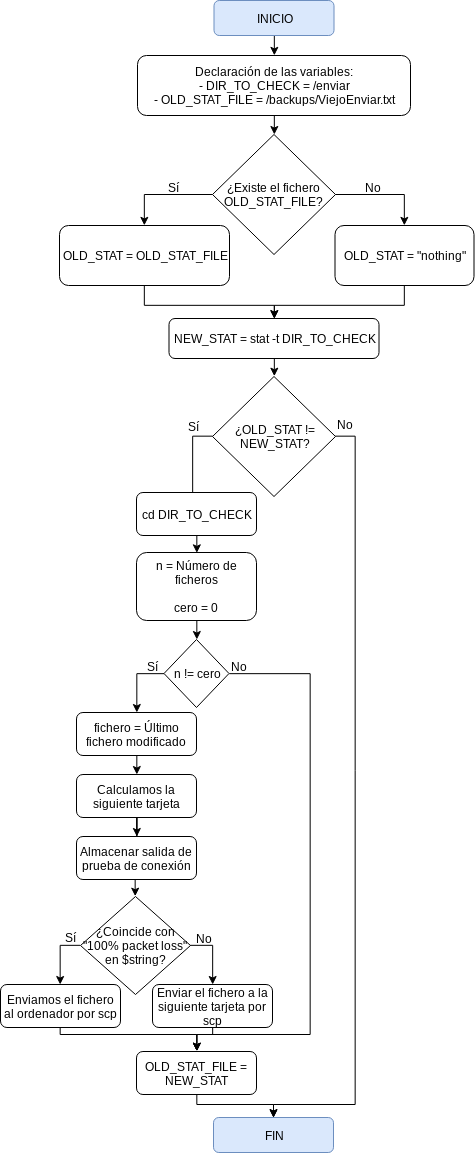 INICIO
Declaración de las variables:
- DIR_TO_CHECK = /enviar
- OLD_STAT_FILE = /backups/ViejoEnviar.txt
¿Existe el fichero
OLD_STAT_FILE?
Sí
No
OLD_STAT = OLD_STAT_FILE
OLD_STAT = "nothing"
NEW_STAT = stat -t DIR_TO_CHECK
¿OLD_STAT !=
NEW_STAT?
Sí
No
cd DIR_TO_CHECK
n = Número de
ficheros
cero = 0
n != cero
Sí
No
fichero = Último
fichero modificado
Calculamos la
siguiente tarjeta
Almacenar salida de
prueba de conexión
¿Coincide con
"100% packet loss"
en $string?
Sí
No
Enviamos el fichero
al ordenador por scp
Enviar el fichero a la
siguiente tarjeta por
scp
OLD_STAT_FILE =
NEW_STAT
FIN